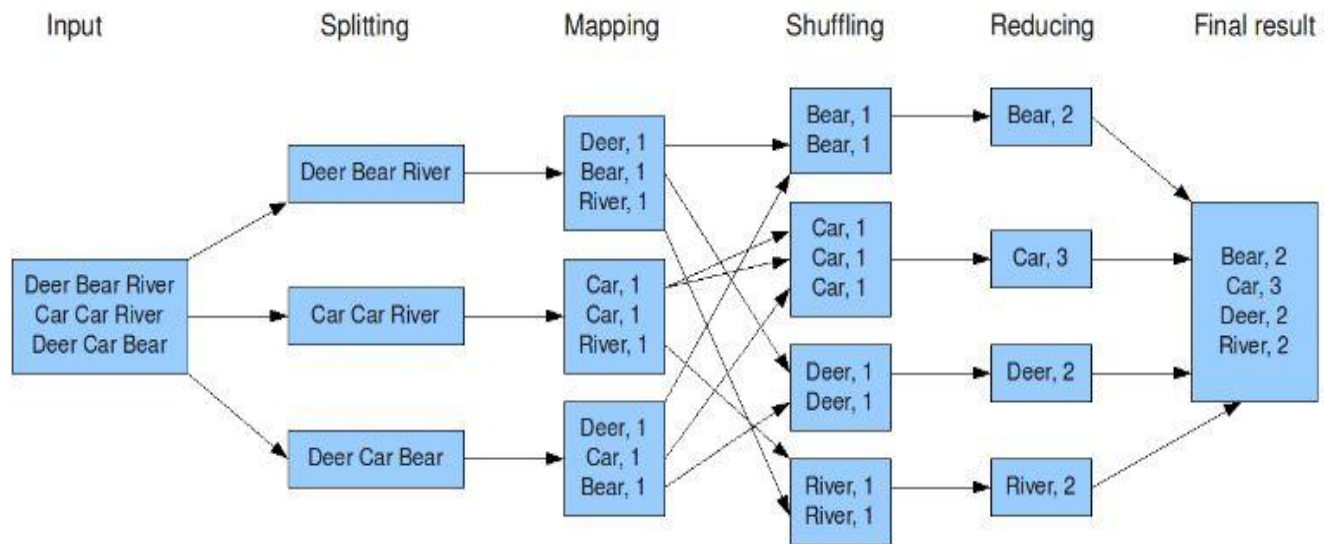 Input
Splitting
Mapping
Shuffling
Reducing
Final result
Deer Bear River
Car Car River
Deer Car Bear
Deer Bear River
Car Car River
Deer Car Bear
Deer, 1
Bear, 1
River, 1
Car, 1
Car, 1
River, 1
Deer, 1
Car, 1
Bear, 1
Bear, 1
Bear, 1
Car, 1
Car, 1
Car, 1
Deer, 1
Deer, 1
River, 1
River, 1
Bear, 2
Car, 3
Deer, 2
River, 2
Bear, 2
Car, 3
Deer, 2
River, 2